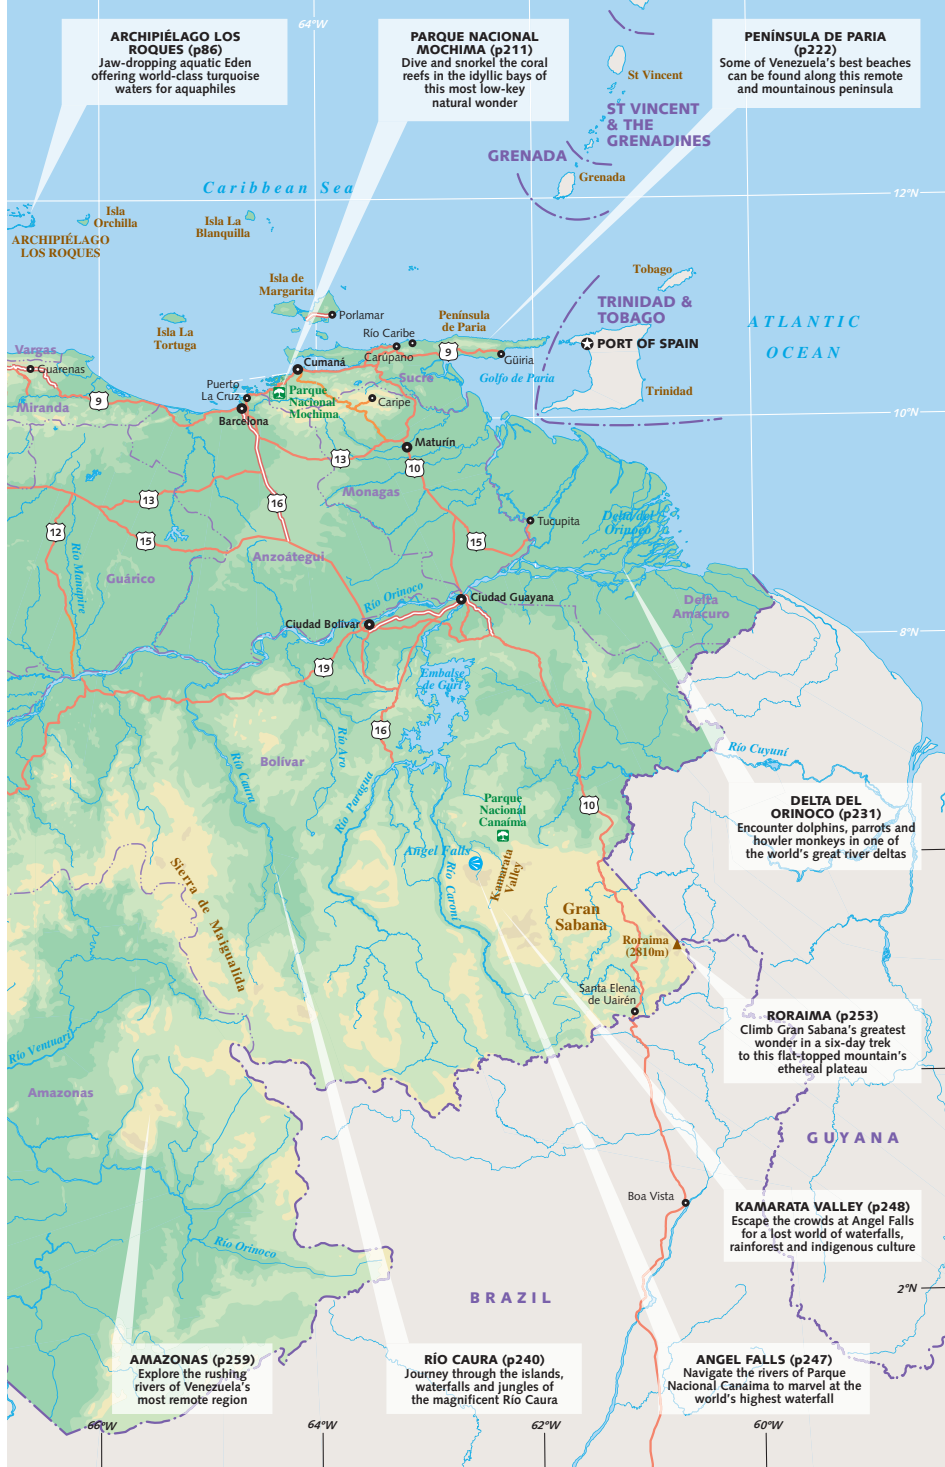 64°W
ARCHIPIÉLAGO LOS
ROQUES (p86)
Jaw-dropping aquatic Eden
offering world-class turquoise
waters for aquaphiles
PARQUE NACIONAL
MOCHIMA (p211)
Dive and snorkel the coral
reefs in the idyllic bays of
this most low-key
natural wonder
PENÍNSULA DE PARIA
(p222)
Some of Venezuela's best beaches
can be found along this remote
and mountainous peninsula
St Vincent
ST VINCENT
& THE
GRENADINES
GRENADA
Grenada
Caribbean Sea
12°N
Isla
Orchilla
Isla La
Blanquilla
ARCHIPIÉLAGO
LOS ROQUES
Tobago
Isla de
Margarita
TRINIDAD &
TOBAGO
Porlamar
Península
de Paria
ATLANTIC
OCEAN
Isla La
Tortuga
Río Caribe
PORT OF SPAIN
Vargas
Carúpano
9
Güiria
Guarenas
Cumaná
Sucre
Golfo de Paria
Puerto
La Cruz
Parque
Nacional
Mochima
Trinidad
9
Miranda
Caripe
10°N
Barcelona
Maturín
13
10
13
16
Monagas
12
15
15
Tucupita
Delta del
Orinoco
Río Manapire
Anzoátegui
Guárico
Río Orinoco
Ciudad Guayana
Delta
Amacuro
Ciudad Bolívar
8°N
19
Embalse
de Guri
16
Río Aro
Río Caura
Bolívar
Río Cuyuní
Río Paragua
Parque
Nacional
Canaima
10
DELTA DEL
ORINOCO (p231)
Encounter dolphins, parrots and
howler monkeys in one of
the world's great river deltas
Angel Falls
Kamarata
Valley
Río Caroní
Sierra de Maigualida
Gran
Sabana
Roraima
(2810m)
Santa Elena
de Uairén
RORAIMA (p253)
Climb Gran Sabana's greatest
wonder in a six-day trek
to this flat-topped mountain's
ethereal plateau
Río Ventuari
Amazonas
GUYANA
Boa Vista
KAMARATA VALLEY (p248)
Escape the crowds at Angel Falls
for a lost world of waterfalls,
rainforest and indigenous culture
Río Orinoco
2°N
BRAZIL
AMAZONAS (p259)
Explore the rushing
rivers of Venezuela's
most remote region
RÍO CAURA (p240)
Journey through the islands,
waterfalls and jungles of
the magnificent Río Caura
ANGEL FALLS (p247)
Navigate the rivers of Parque
Nacional Canaima to marvel at the
world's highest waterfall
66°W
64°W
62°W
60°W